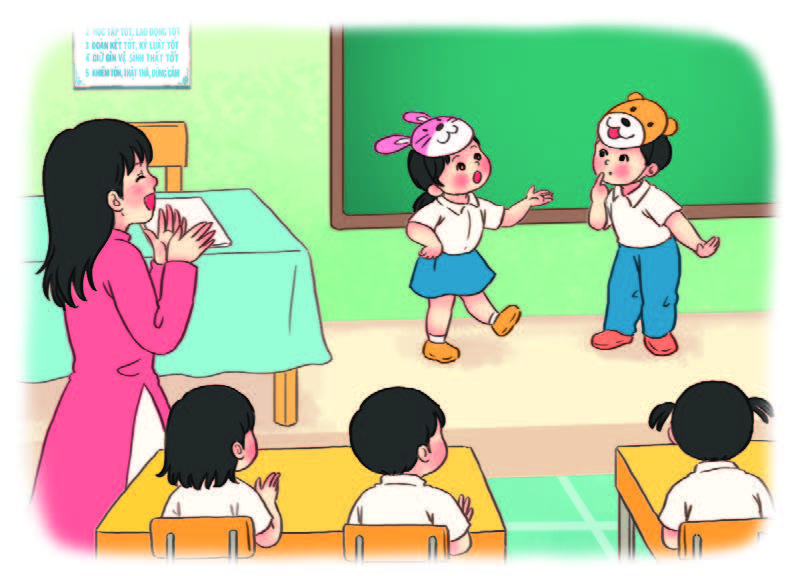 2 HỌC TẬP TỐT, LAO ĐỘNG TỐT
3 ĐOÀN KẾT TỐT, KỶ LUẬT TỐT
4 GIỮ GÌN VỆ SINH THẬT TỐT
5 KHIÊM TỐN, THẬT THÀ, DŨNG CẢM